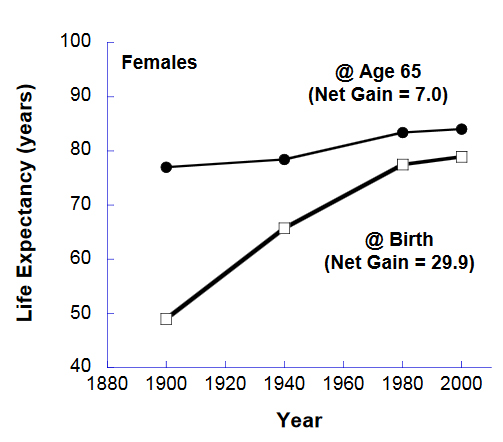 Females
@ Age 65
(Net Gain = 7.0)
@ Birth
(Net Gain = 29.9)
Life Expectancy (years)
100
90
80
70
60
50
40
1880 1900 1920 1940 1960 1980 2000
Year